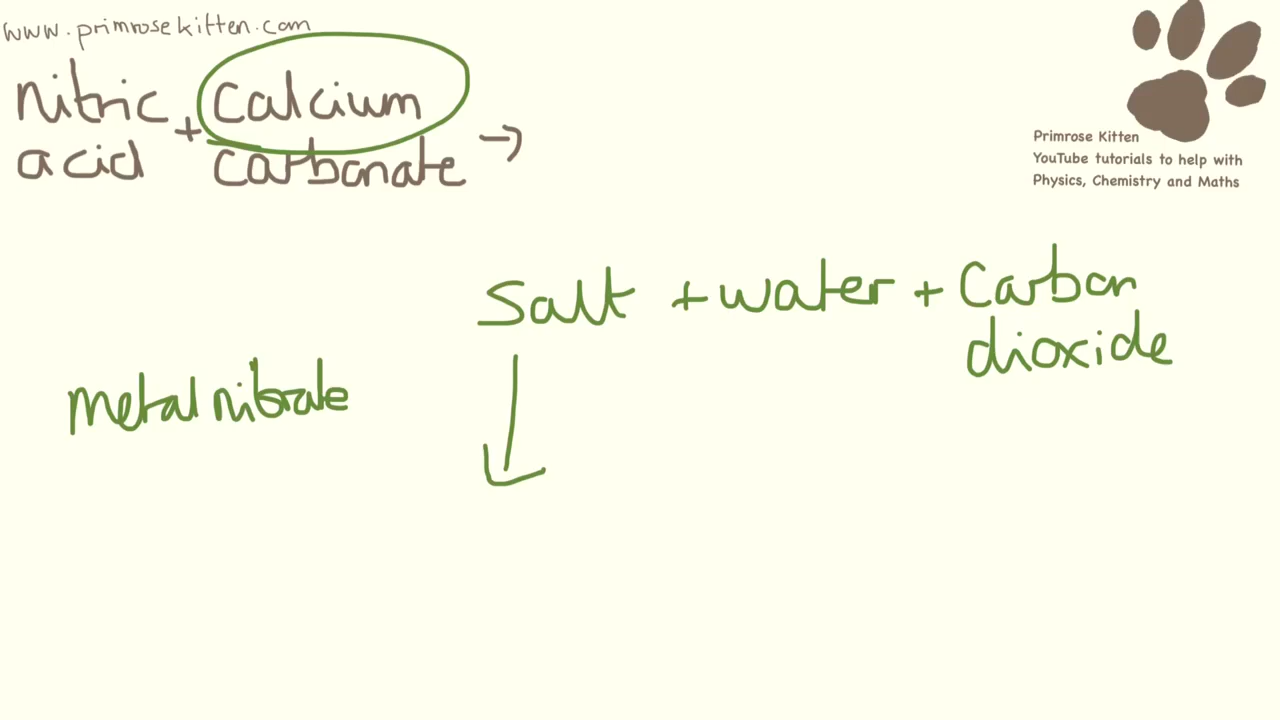 www.primrosekitten.com
nitric + calcium
acid carbonate →
Primrose Kitten
YouTube tutorials to help with
Physics, Chemistry and Maths
Salt + water + Carbon
dioxide
Metal nitrate